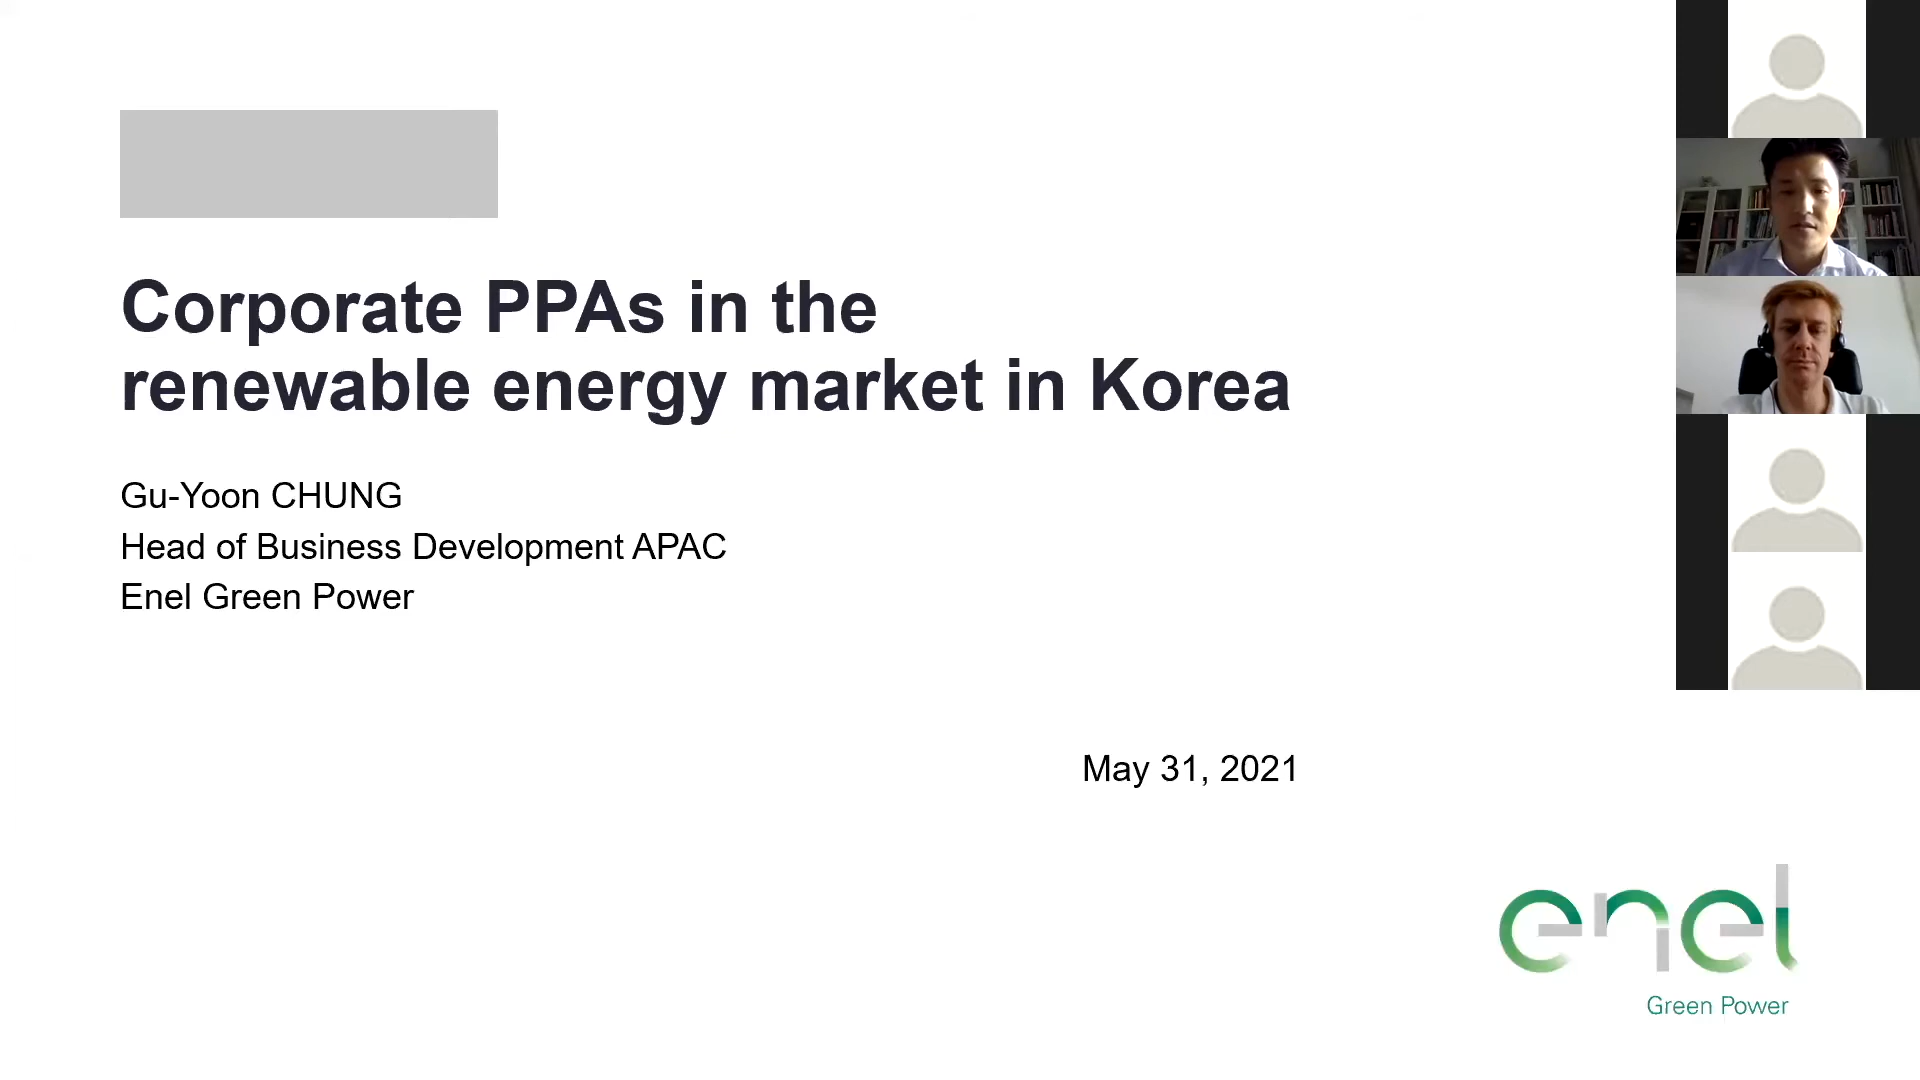 Corporate PPAs in the
renewable energy market in Korea
Gu-Yoon CHUNG
Head of Business Development APAC
Enel Green Power
May 31, 2021
enel
Green Power